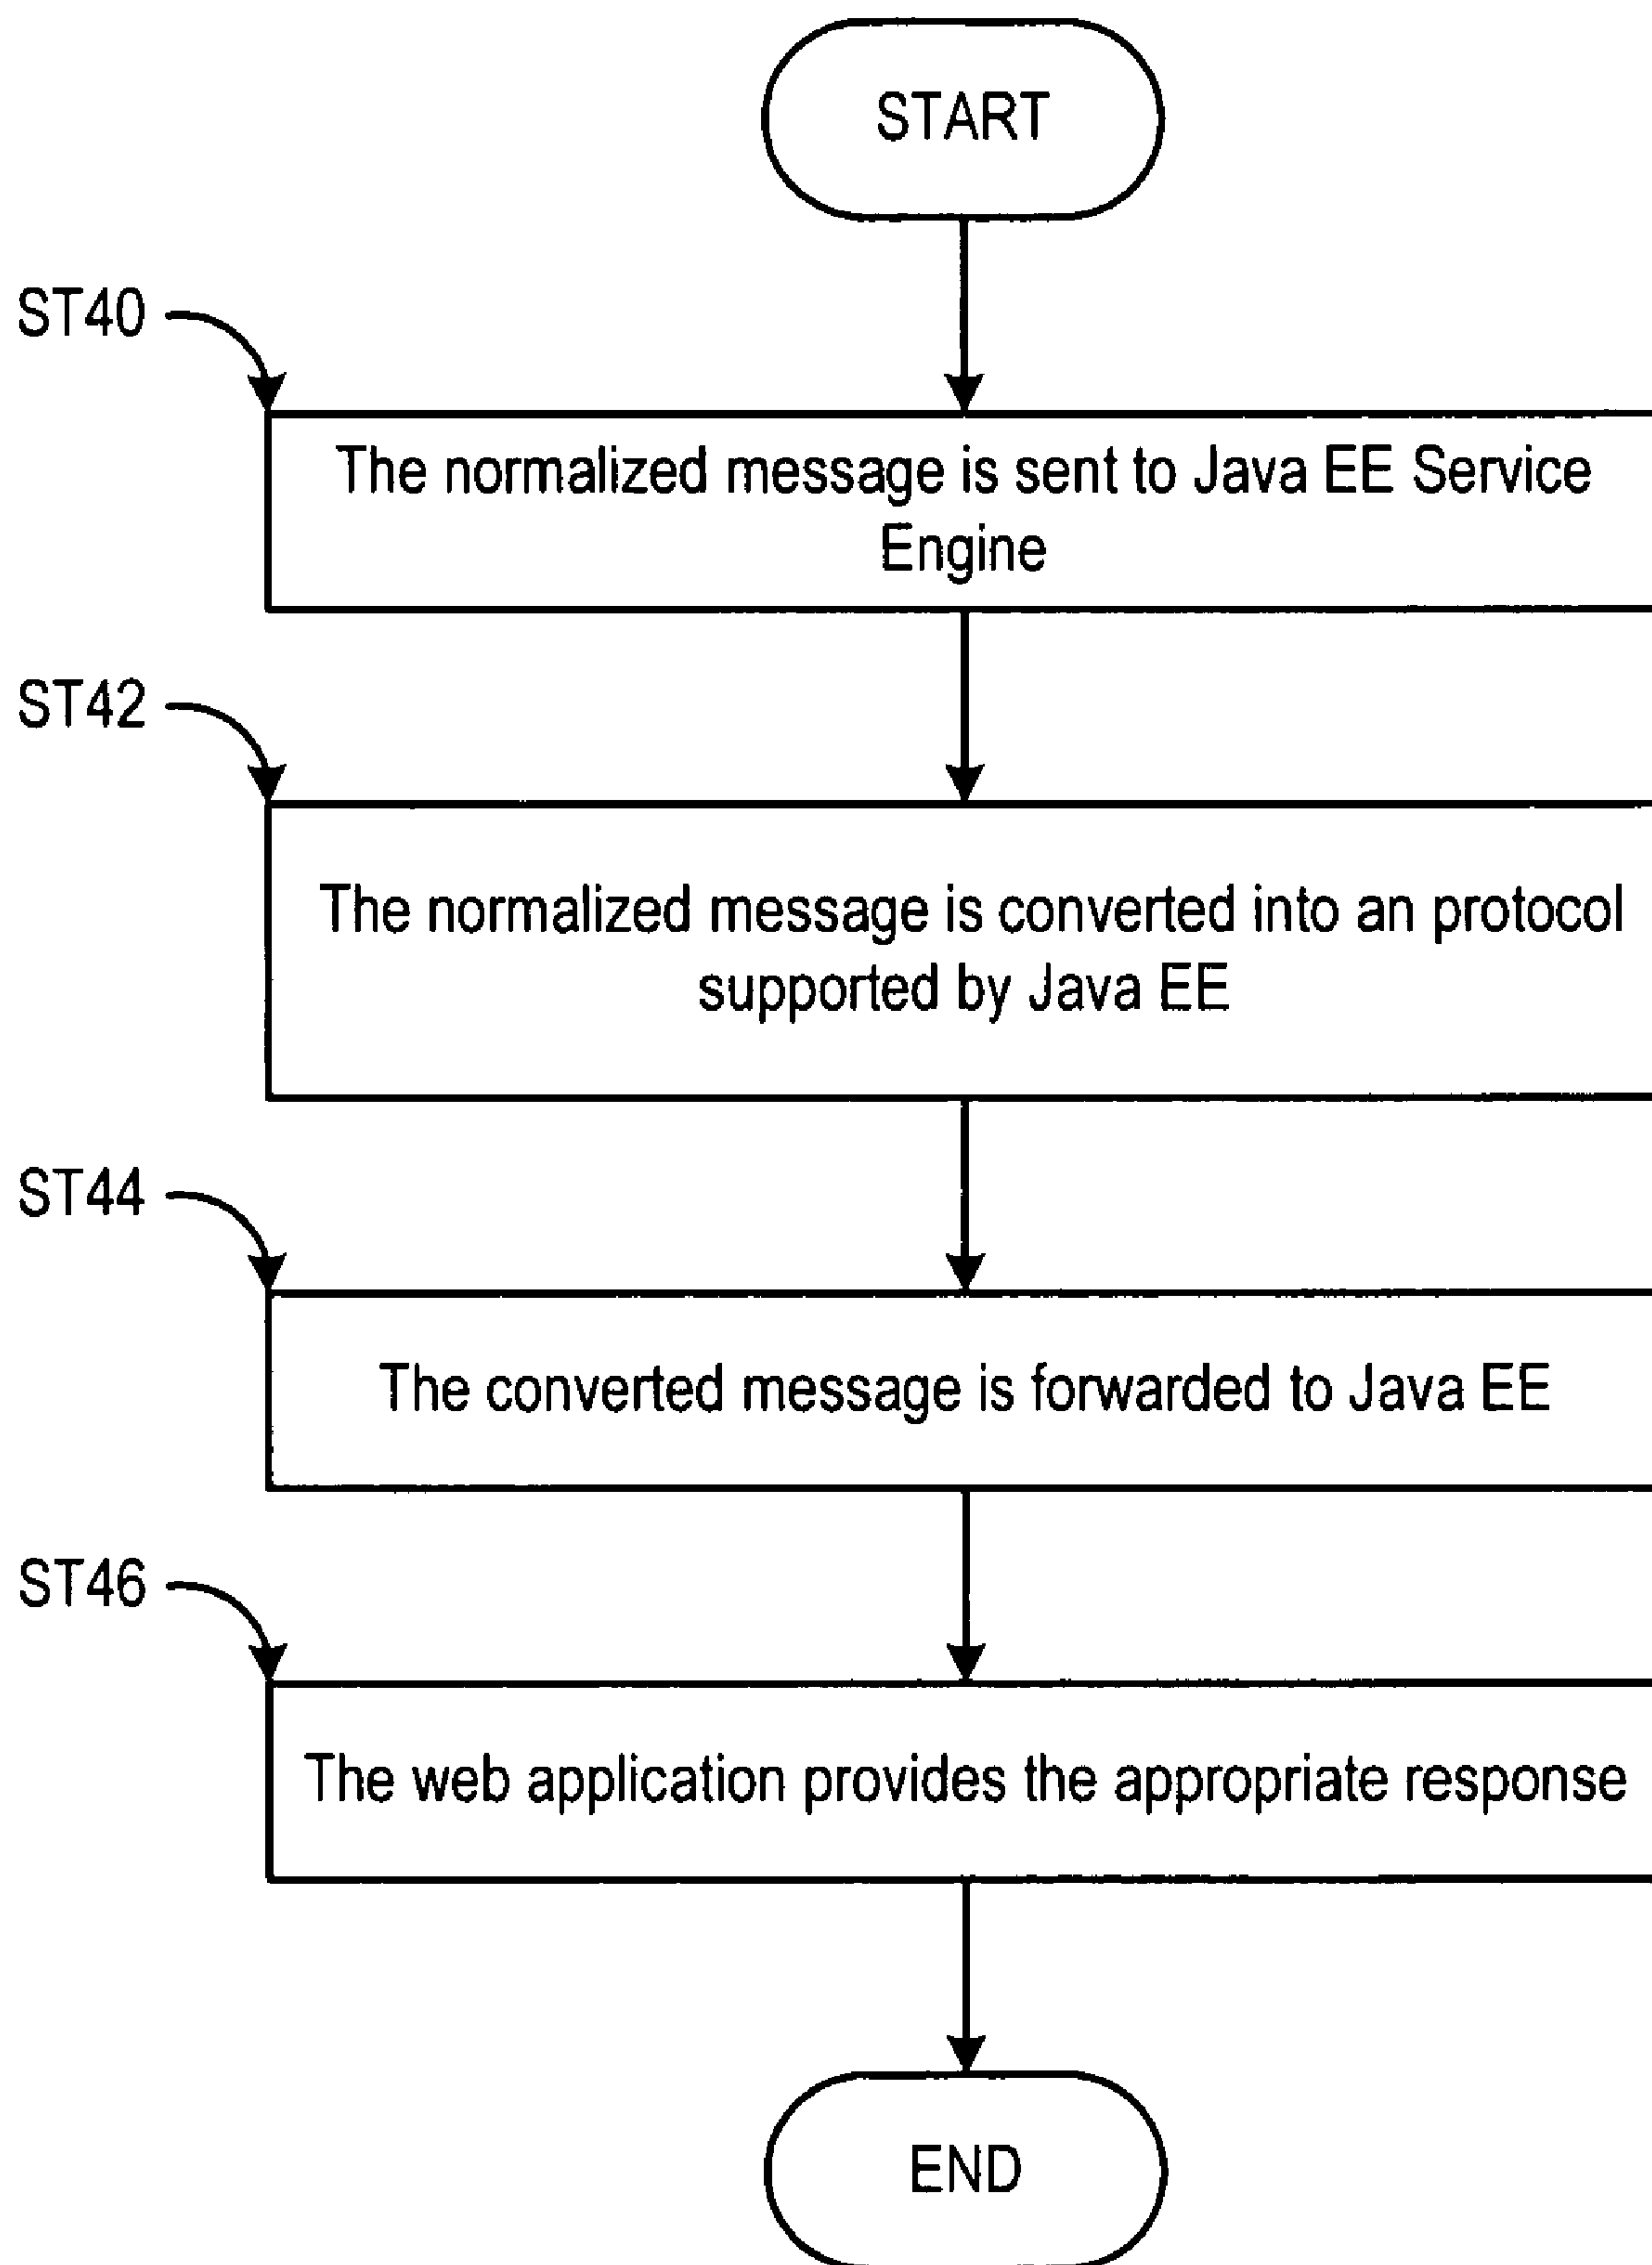 START
ST40
The normalized message is sent to Java EE Service
Engine
ST42
The normalized message is converted into an protocol
supported by Java EE
ST44
The converted message is forwarded to Java EE
ST46
The web application provides the appropriate response
END